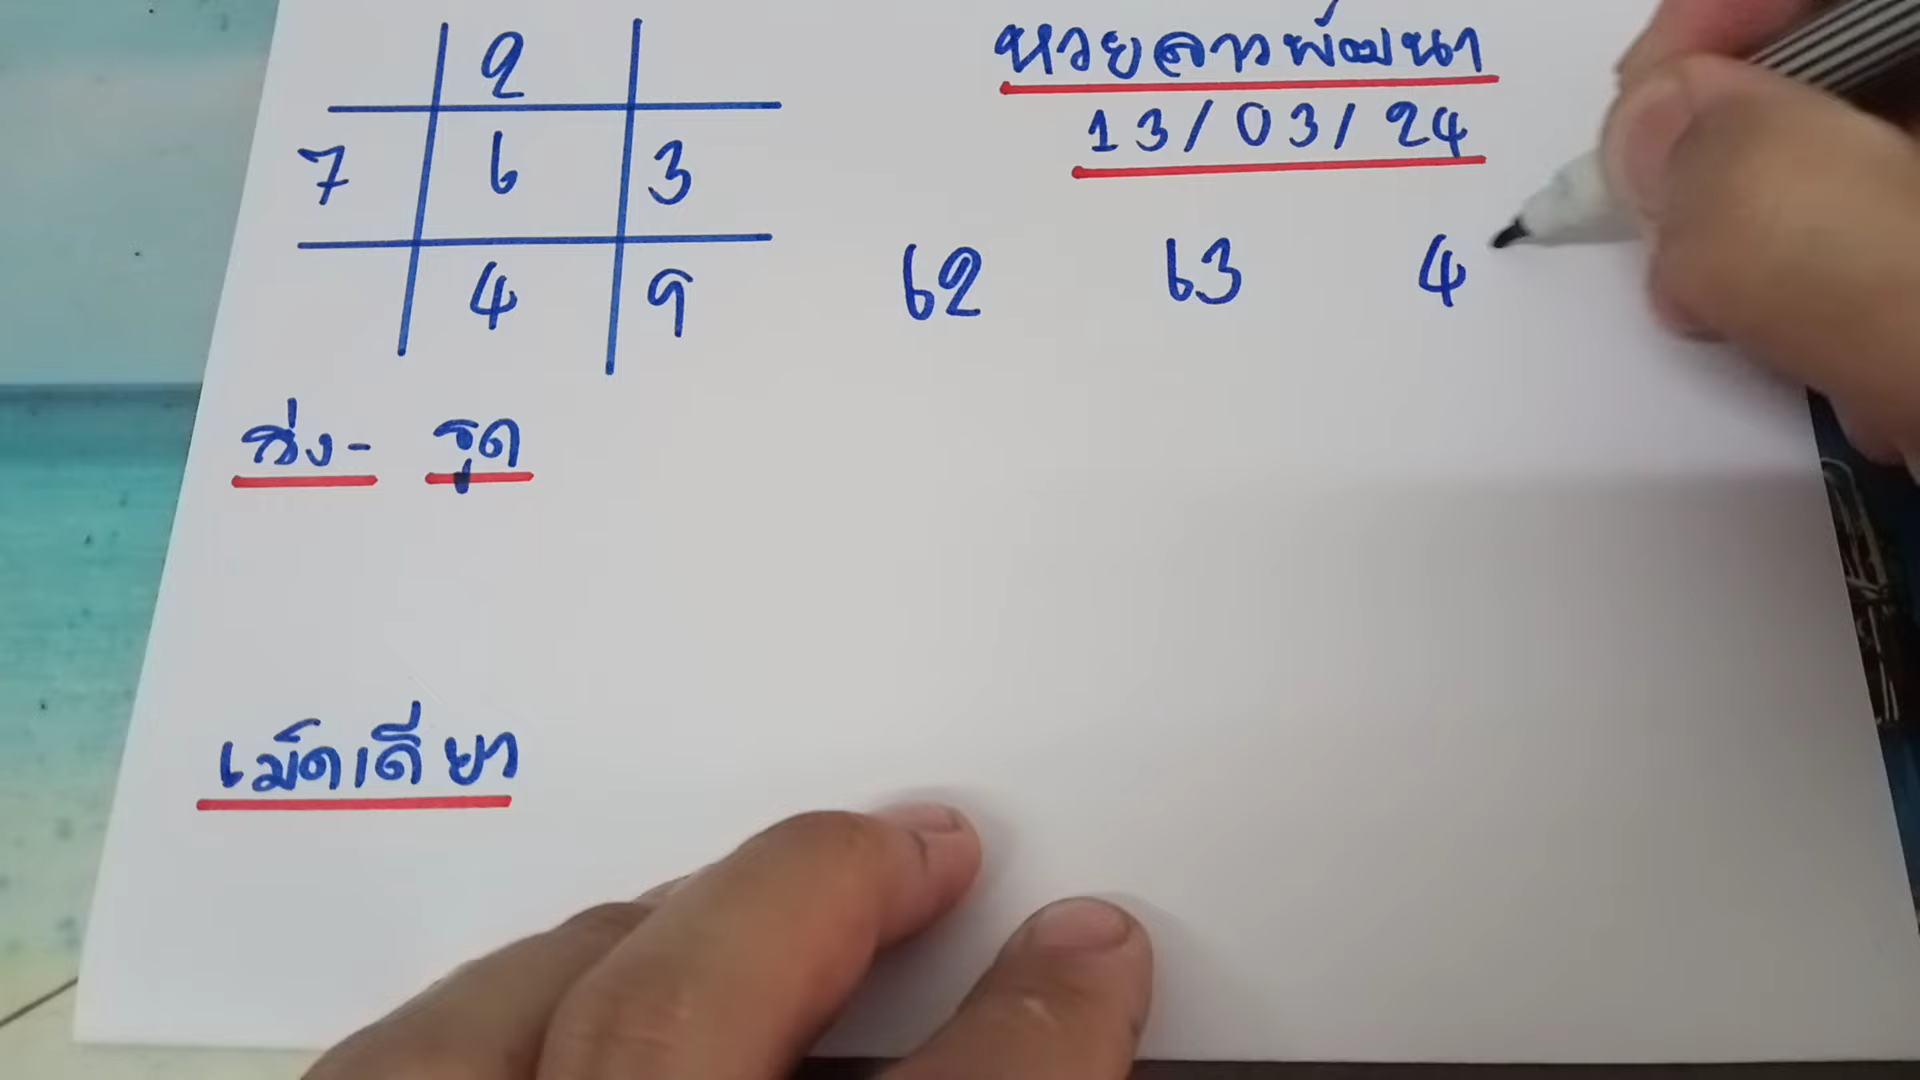 หวยลาวพัฒนา
13/03/24
2
7 6 3
4 9
62 63 4
วิ่ง- รูด
เม็ดเดียว